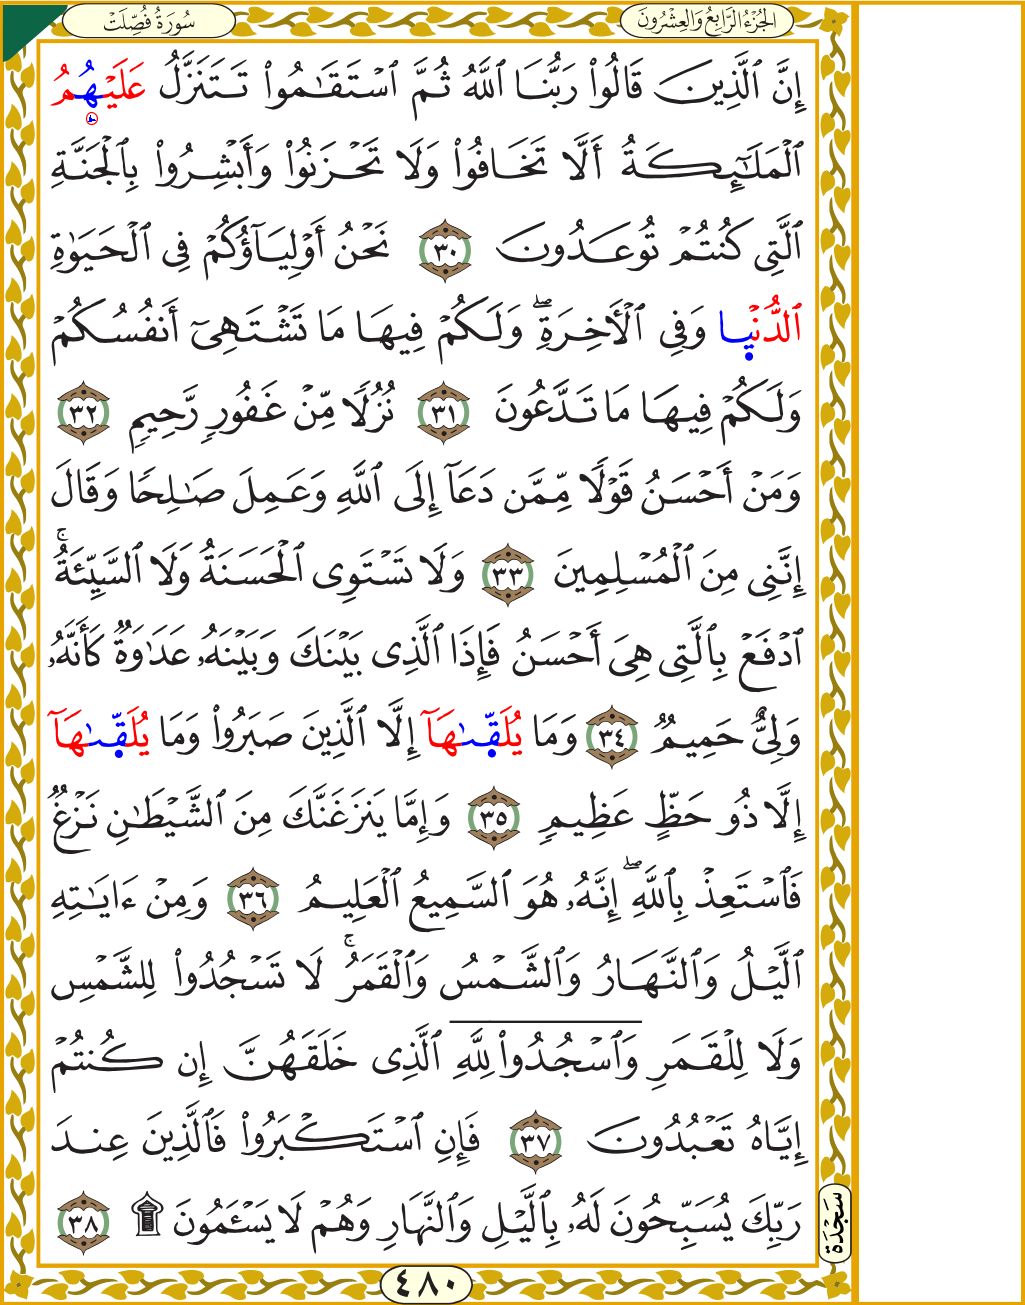 سُورَةُ فُصِّلَتْ
الجُزْءُ الرَّابِعُ وَالعِشْرُونَ
إِنَّ ٱلَّذِينَ قَالُوا۟ رَبُّنَا ٱللَّهُ ثُمَّ ٱسْتَقَٰمُوا۟ تَتَنَزَّلُ عَلَيْهِمُ
ٱلْمَلَٰٓئِكَةُ أَلَّا تَخَافُوا۟ وَلَا تَحْزَنُوا۟ وَأَبْشِرُوا۟ بِٱلْجَنَّةِ
ٱلَّتِى كُنتُمْ تُوعَدُونَ ٣٠ نَحْنُ أَوْلِيَآؤُكُمْ فِى ٱلْحَيَوٰةِ
ٱلدُّنْيَا وَفِى ٱلْأَخِرَةِ ۖ وَلَكُمْ فِيهَا مَا تَشْتَهِىٓ أَنفُسُكُمْ
وَلَكُمْ فِيهَا مَا تَدَّعُونَ ٣١ نُزُلًا مِّنْ غَفُورٍ رَّحِيمٍ ٣٢
وَمَنْ أَحْسَنُ قَوْلًا مِّمَّن دَعَآ إِلَى ٱللَّهِ وَعَمِلَ صَٰلِحًا وَقَالَ
إِنَّنِى مِنَ ٱلْمُسْلِمِينَ ٣٣ وَلَا تَسْتَوِى ٱلْحَسَنَةُ وَلَا ٱلسَّيِّئَةُ ۚ
ٱدْفَعْ بِٱلَّتِى هِىَ أَحْسَنُ فَإِذَا ٱلَّذِى بَيْنَكَ وَبَيْنَهُۥ عَدَٰوَةٌ كَأَنَّهُۥ
وَلِىٌّ حَمِيمٌ ٣٤ وَمَا يُلَقَّىٰهَآ إِلَّا ٱلَّذِينَ صَبَرُوا۟ وَمَا يُلَقَّىٰهَآ
إِلَّا ذُو حَظٍّ عَظِيمٍ ٣٥ وَإِمَّا يَنزَغَنَّكَ مِنَ ٱلشَّيْطَٰنِ نَزْغٌ
فَٱسْتَعِذْ بِٱللَّهِ ۖ إِنَّهُۥ هُوَ ٱلسَّمِيعُ ٱلْعَلِيمُ ٣٦ وَمِنْ ءَايَٰتِهِ
ٱلَّيْلُ وَٱلنَّهَارُ وَٱلشَّمْسُ وَٱلْقَمَرُ ۚ لَا تَسْجُدُوا۟ لِلشَّمْسِ
وَلَا لِلْقَمَرِ وَٱسْجُدُوا۟ لِلَّهِ ٱلَّذِى خَلَقَهُنَّ إِن كُنتُمْ
إِيَّاهُ تَعْبُدُونَ ٣٧ فَإِنِ ٱسْتَكْبَرُوا۟ فَٱلَّذِينَ عِندَ
رَبِّكَ يُسَبِّحُونَ لَهُۥ بِٱلَّيْلِ وَٱلنَّهَارِ وَهُمْ لَا يَسْـَٔمُونَ ۩ ٣٨
سَجْدَة
٤٨٠